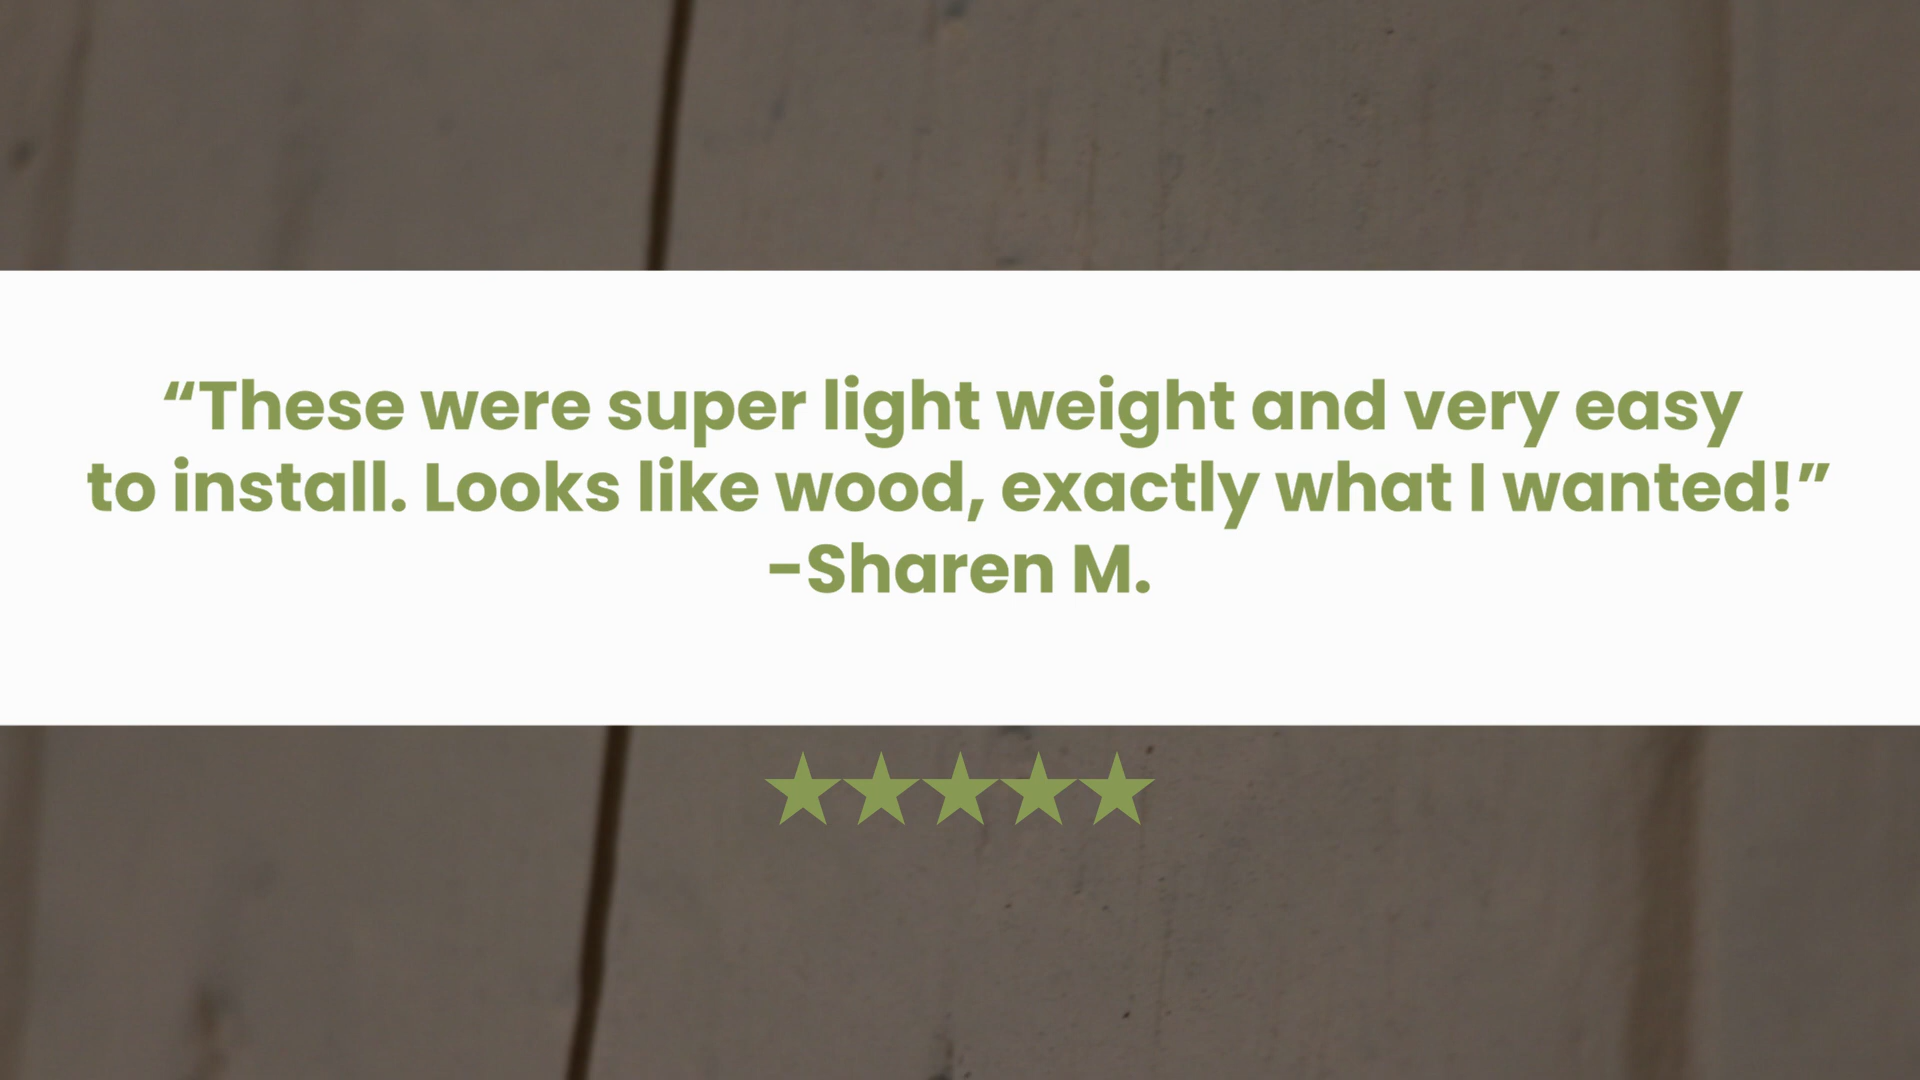 “These were super light weight and very easy
to install. Looks like wood, exactly what I wanted!”
-Sharen M.